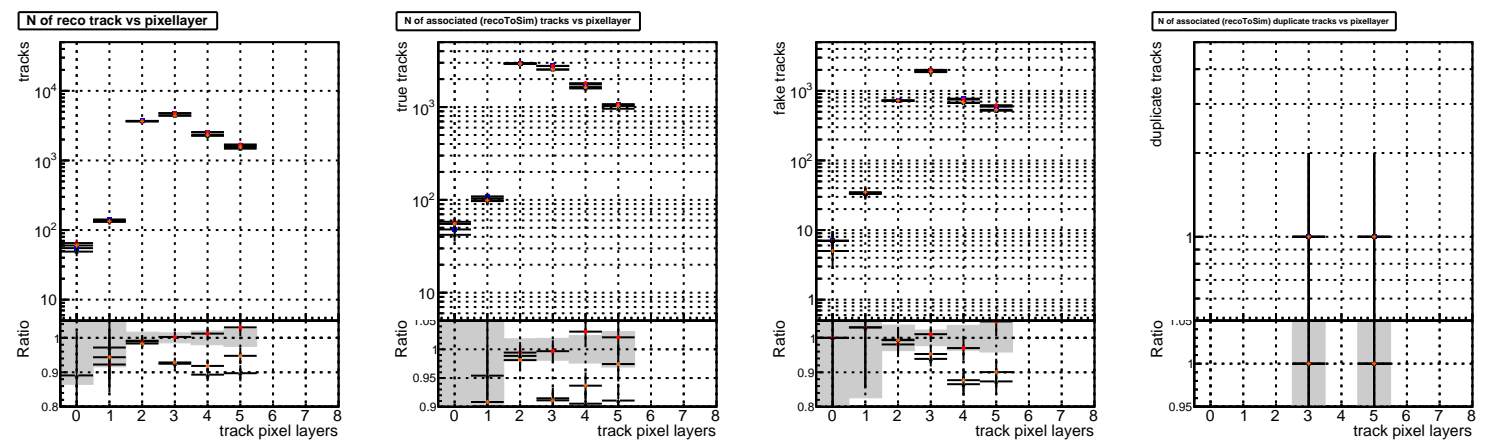 N of reco track vs pixellayer
tracks
10^4
10^3
10^2
10
Ratio
1
0.9
0.8
0 1 2 3 4 5 6 7 8
track pixel layers
N of associated (recoToSim) tracks vs pixellayer
true tracks
10^3
10^2
10
Ratio
1.05
1
0.95
0.9
0 1 2 3 4 5 6 7 8
track pixel layers
fake tracks
10^3
10^2
10
1
Ratio
1
0.9
0.8
0 1 2 3 4 5 6 7 8
track pixel layers
N of associated (recoToSim) duplicate tracks vs pixellayer
duplicate tracks
1
Ratio
1.05
1
0.95
0 1 2 3 4 5 6 7 8
track pixel layers